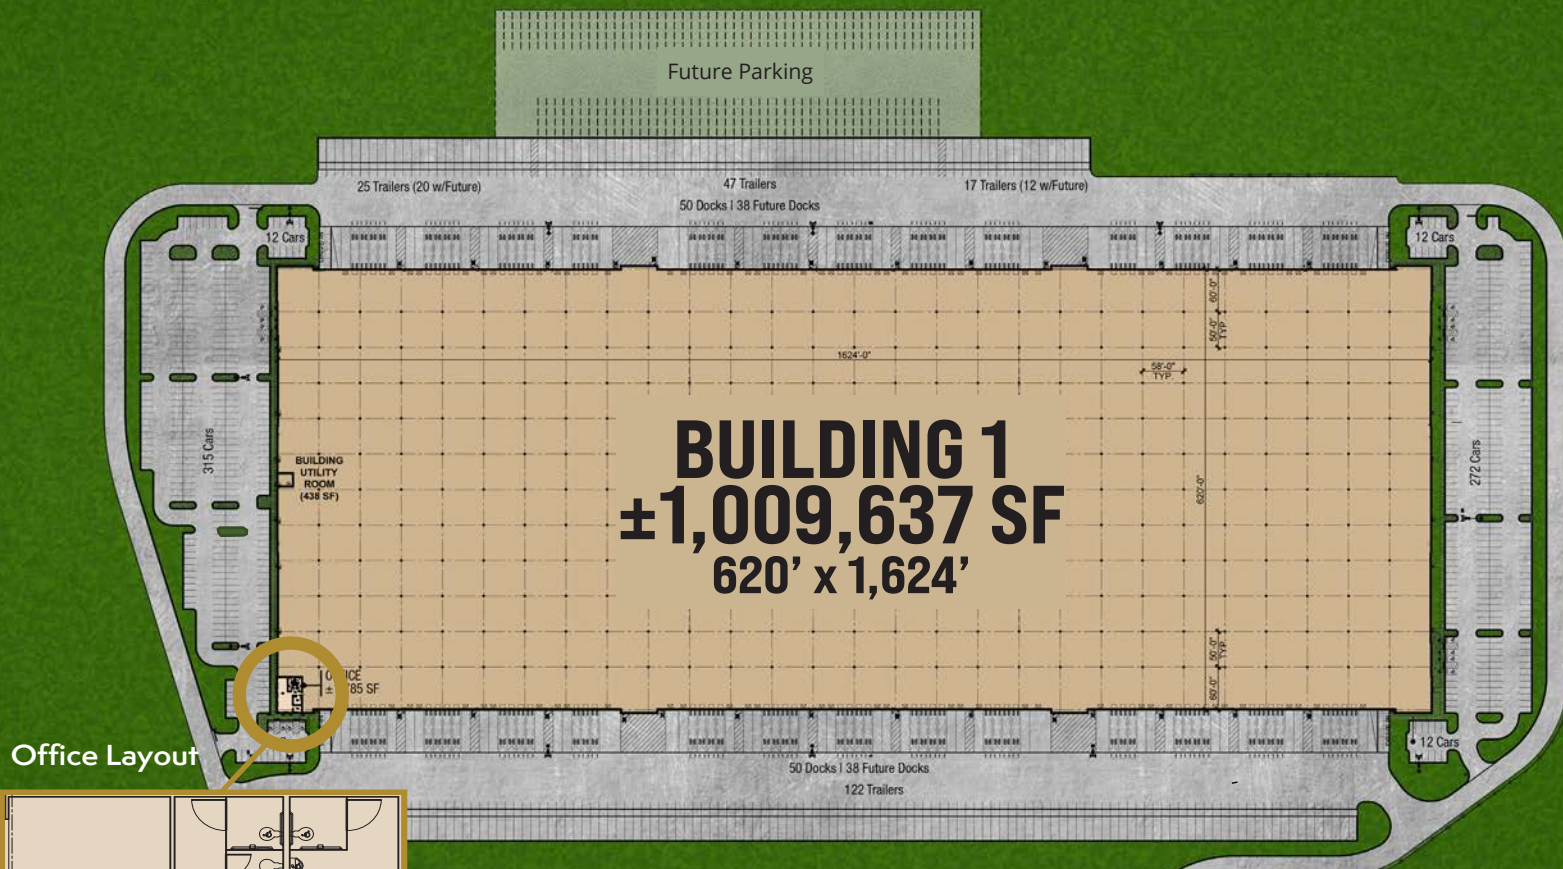 Future Parking
25 Trailers (20 w/Future)
47 Trailers
17 Trailers (12 w/Future)
50 Docks | 38 Future Docks
12 Cars
12 Cars
60'-0"
50'-0"
TYP.
1624'-0"
58'-0"
TYP.
315 Cars
BUILDING
UTILITY
ROOM
(438 SF)
BUILDING 1
±1,009,637 SF
620’ x 1,624’
620'-0"
272 Cars
50'-0"
TYP.
60'-0"
85 SF
12 Cars
Office Layout
50 Docks | 38 Future Docks
122 Trailers